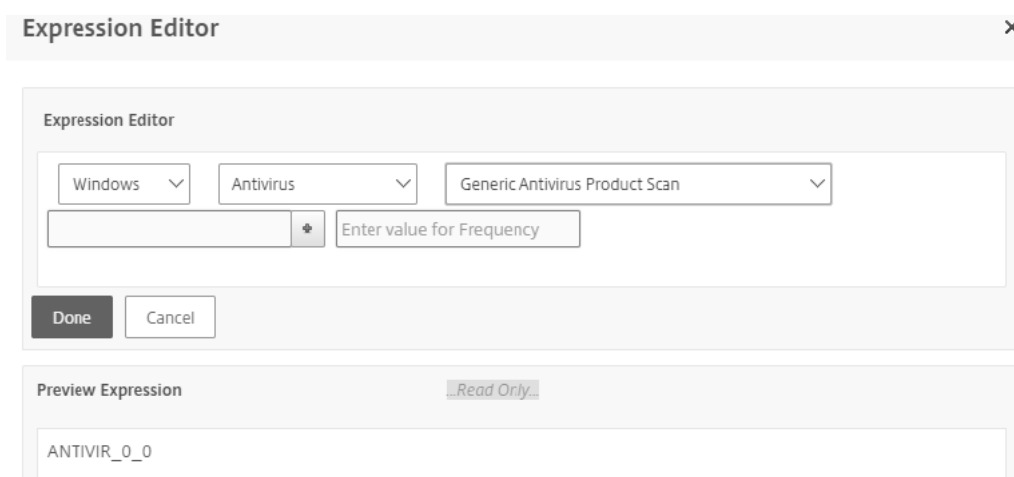 Expression Editor
Expression Editor
Windows Antivirus Generic Antivirus Product Scan
Enter value for Frequency
Done Cancel
Preview Expression ...Read Only...
ANTIVIR_0_0